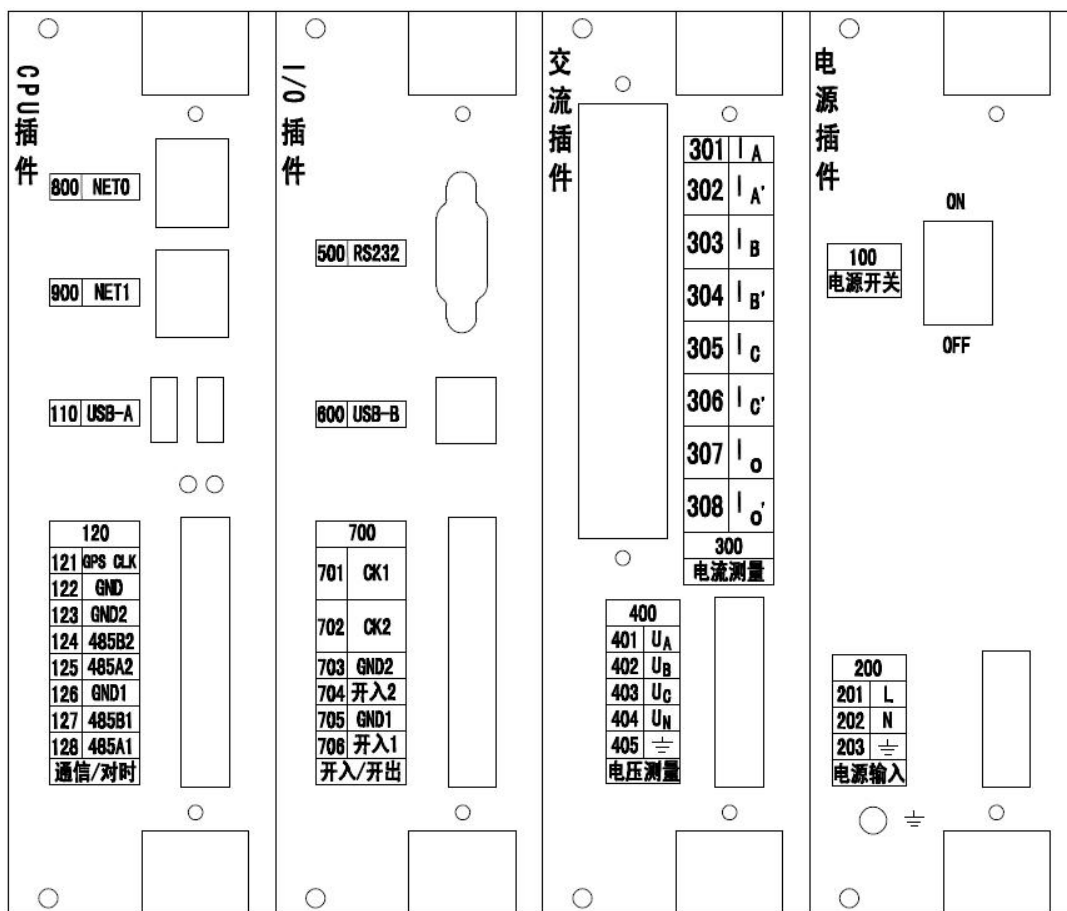 CPU插件
800 NET0
900 NET1
110 USB-A
120
121 GPS CLK
122 GND
123 GND2
124 485B2
125 485A2
126 GND1
127 485B1
128 485A1
通信/对时
I/O插件
500 RS232
600 USB-B
700
701 CK1
702 CK2
703 GND2
704 开入2
705 GND1
706 开入1
开入/开出
交流插件
301 IA
302 IA'
303 IB
304 IB'
305 IC
306 IC'
307 IO
308 IO'
300
电流测量
400
401 UA
402 UB
403 UC
404 UN
405
电压测量
电源插件
ON
100
电源开关
OFF
200
201 L
202 N
203
电源输入